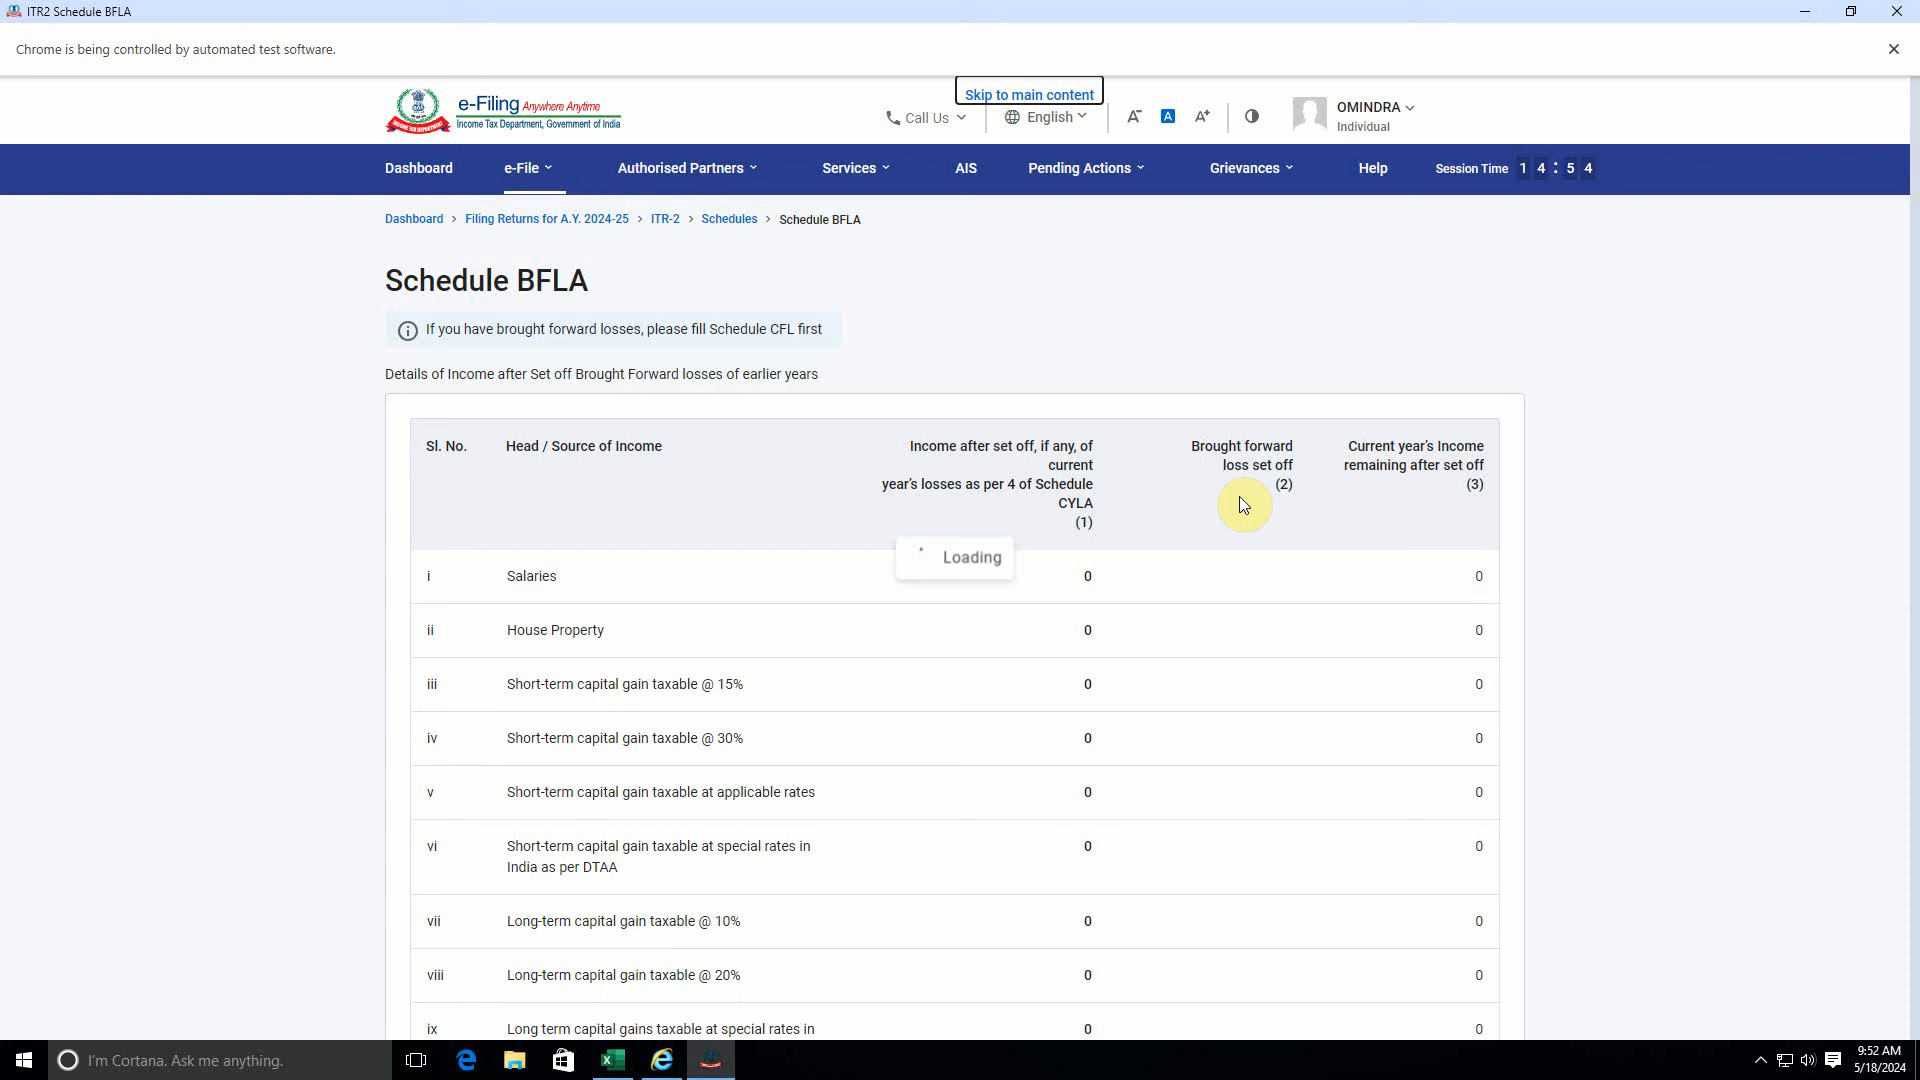 ITR2 Schedule BFLA
Chrome is being controlled by automated test software.
e-Filing Anywhere Anytime
Income Tax Department, Government of India
Skip to main content
Call Us
English
A-
A
A+
OMINDRA
Individual
Dashboard
e-File
Authorised Partners
Services
AIS
Pending Actions
Grievances
Help
Session Time 1 4 : 5 4
Dashboard > Filing Returns for A.Y. 2024-25 > ITR-2 > Schedules > Schedule BFLA
Schedule BFLA
If you have brought forward losses, please fill Schedule CFL first
Details of Income after Set off Brought Forward losses of earlier years
Sl. No.
Head / Source of Income
Income after set off, if any, of
current
year's losses as per 4 of Schedule
CYLA
(1)
Brought forward
loss set off
(2)
Current year's Income
remaining after set off
(3)
Loading
i Salaries 0 0
ii House Property 0 0
iii Short-term capital gain taxable @ 15% 0 0
iv Short-term capital gain taxable @ 30% 0 0
v Short-term capital gain taxable at applicable rates 0 0
vi Short-term capital gain taxable at special rates in 0 0
India as per DTAA
vii Long-term capital gain taxable @ 10% 0 0
viii Long-term capital gain taxable @ 20% 0 0
ix Long term capital gains taxable at special rates in 0 0
I'm Cortana. Ask me anything.
9:52 AM
5/18/2024